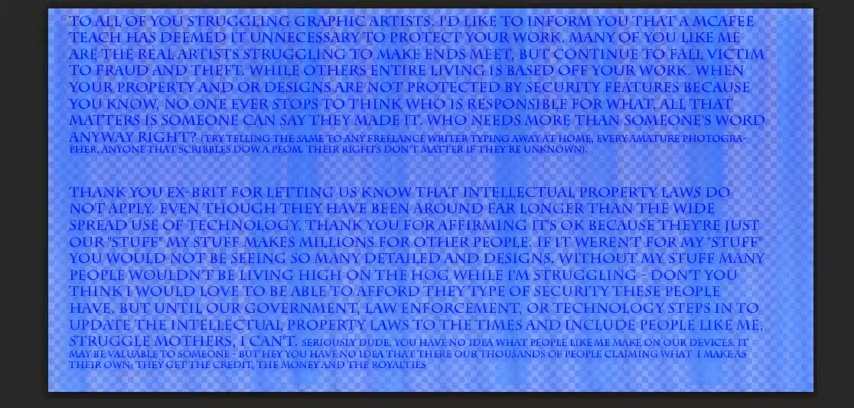 TO ALL OF YOU STRUGGLING GRAPHIC ARTISTS. I'D LIKE TO INFORM YOU THAT A MCAFEE
TEACH HAS DEEMED IT UNNECESSARY TO PROTECT YOUR WORK. MANY OF YOU LIKE ME
ARE THE REAL ARTISTS STRUGGLING TO MAKE ENDS MEET, BUT CONTINUE TO FALL VICTIM
TO FRAUD AND THEFT. WHILE OTHERS ENTIRE LIVING IS BASED OFF YOUR WORK. WHEN
YOUR PROPERTY AND OR DESIGNS ARE NOT PROTECTED BY SECURITY FEATURES BECAUSE
YOU KNOW, NO ONE EVER STOPS TO THINK WHO IS RESPONSIBLE FOR WHAT, ALL THAT
MATTERS IS SOMEONE CAN SAY THEY MADE IT. WHO NEEDS MORE THAN SOMEONE'S WORD
ANYWAY RIGHT? (TRY TELLING THE SAME TO ANY FREELANCE WRITER TYPING AWAY AT HOME, EVERY AMATURE PHOTOGRA-
PHER, ANYONE THAT SCRIBBLES DOW A PEOM. THEIR RIGHTS DON'T MATTER IF THEY'RE UNKNOWN).
THANK YOU EX-BRIT FOR LETTING US KNOW THAT INTELLECTUAL PROPERTY LAWS DO
NOT APPLY. EVEN THOUGH THEY HAVE BEEN AROUND FAR LONGER THAN THE WIDE
SPREAD USE OF TECHNOLOGY. THANK YOU FOR AFFIRMING IT'S OK BECAUSE THEY'RE JUST
OUR "STUFF" MY STUFF MAKES MILLIONS FOR OTHER PEOPLE. IF IT WERENT FOR MY "STUFF"
YOU WOULD NOT BE SEEING SO MANY DETAILED AND DESIGNS. WITHOUT MY STUFF MANY
PEOPLE WOULDN'T BE LIVING HIGH ON THE HOG WHILE I'M STRUGGLING - DON'T YOU
THINK I WOULD LOVE TO BE ABLE TO AFFORD THEY TYPE OF SECURITY THESE PEOPLE
HAVE. BUT UNTIL OUR GOVERNMENT, LAW ENFORCEMENT, OR TECHNOLOGY STEPS IN TO
UPDATE THE INTELLECTUAL PROPERTY LAWS TO THE TIMES AND INCLUDE PEOPLE LIKE ME,
STRUGGLE MOTHERS, I CAN'T. SERIOUSLY DUDE, YOU HAVE NO IDEA WHAT PEOPLE LIKE ME MAKE ON OUR DEVICES. IT
MAY BE VALUABLE TO SOMEONE - BUT HEY YOU HAVE NO IDEA THAT THERE OUR THOUSANDS OF PEOPLE CLAIMING WHAT I MAKE AS
THEIR OWN; THEY GET THE CREDIT, THE MONEY AND THE ROYALTIES